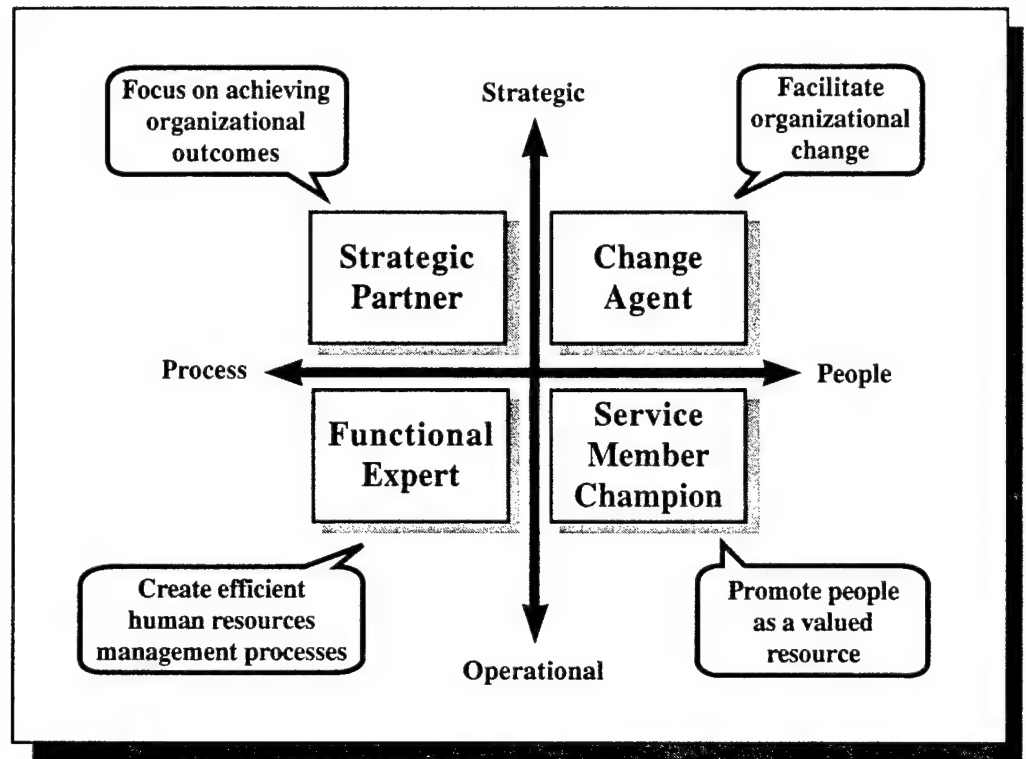 Focus on achieving
organizational
outcomes
Strategic
Facilitate
organizational
change
Strategic
Partner
Change
Agent
Process
People
Functional
Expert
Service
Member
Champion
Create efficient
human resources
management processes
Operational
Promote people
as a valued
resource